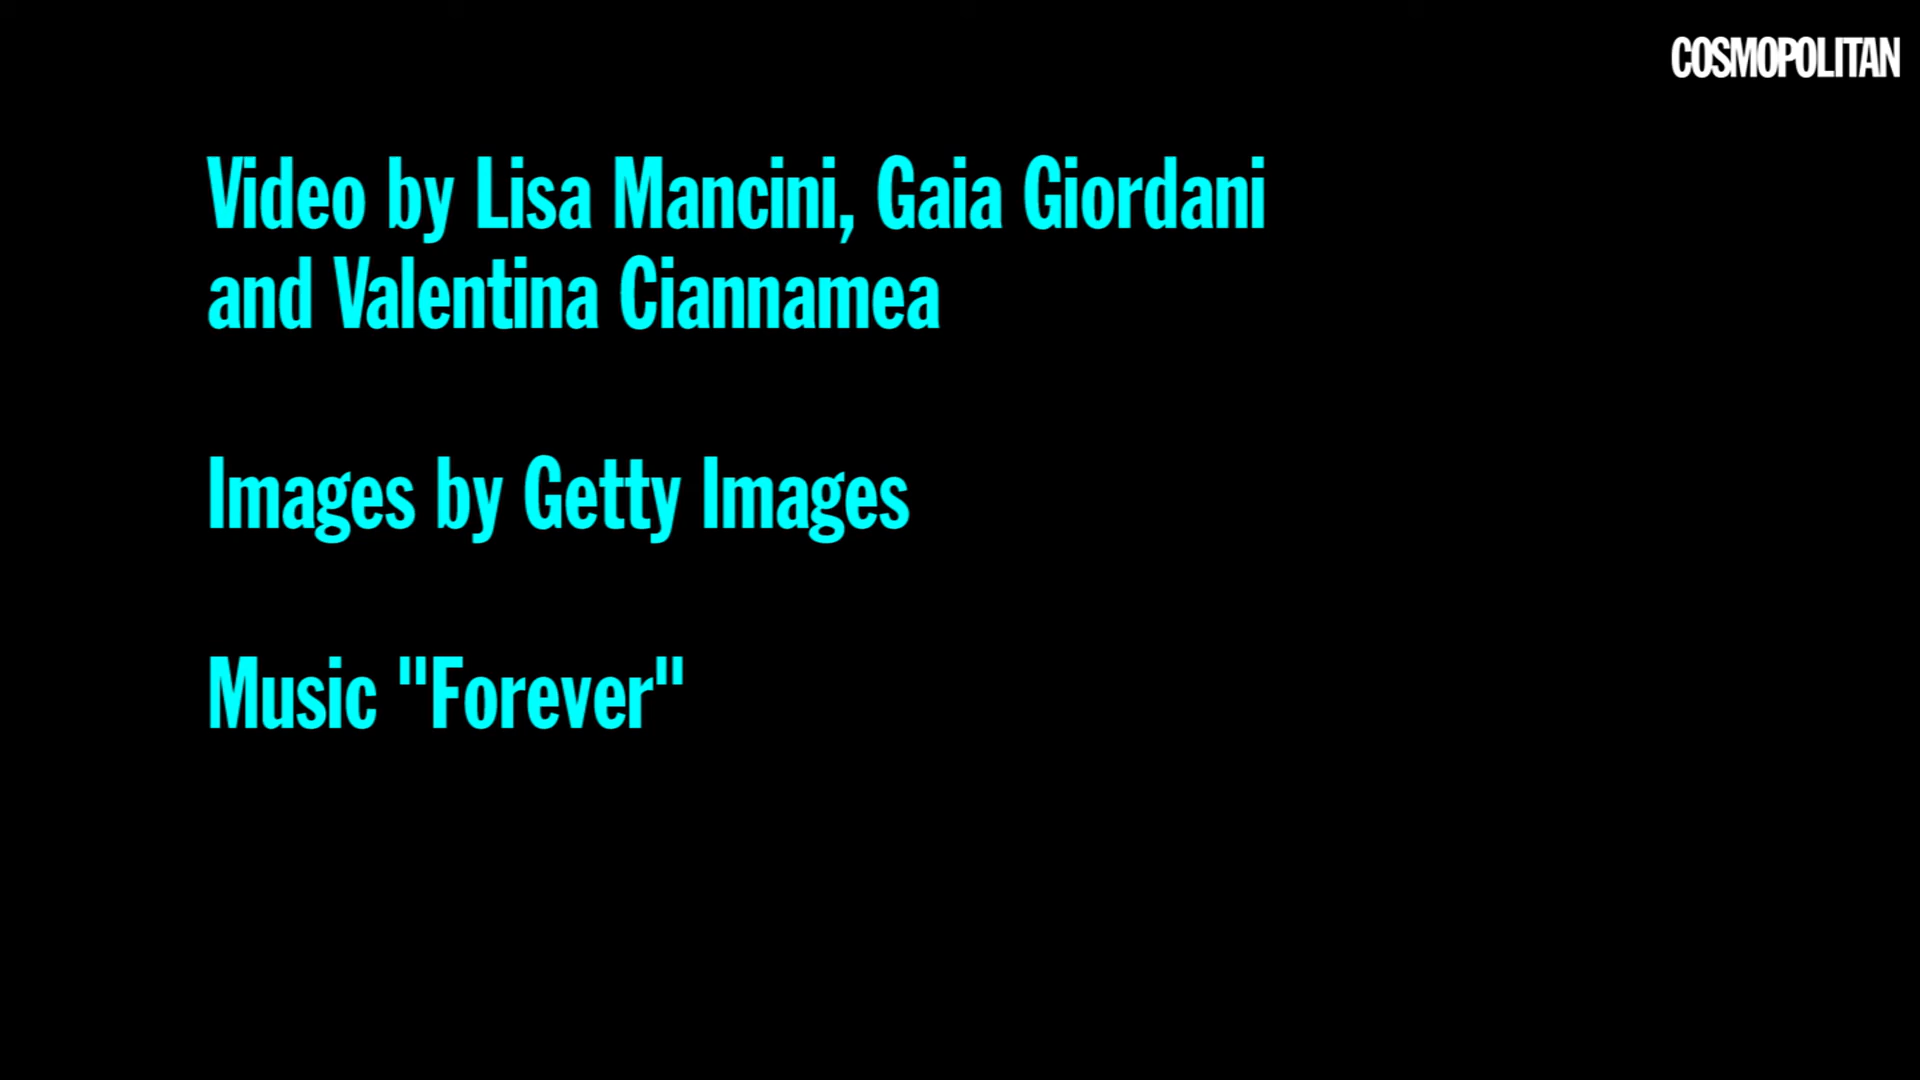 COSMOPOLITAN
Video by Lisa Mancini, Gaia Giordani
and Valentina Ciannamea
Images by Getty Images
Music "Forever"